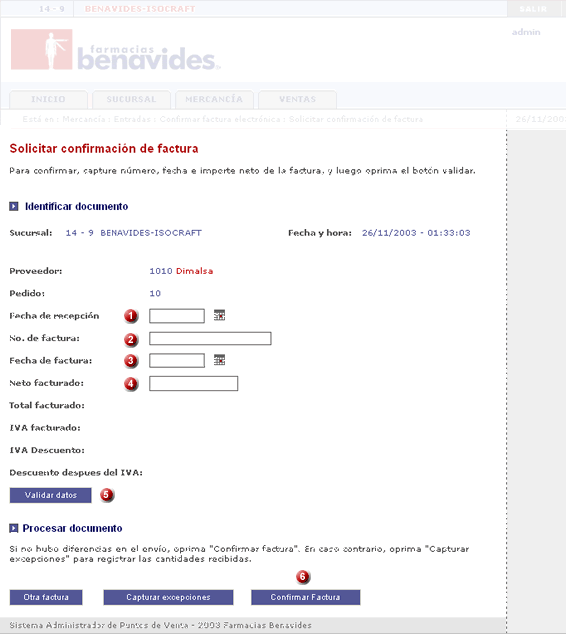 14 - 9 BENAVIDES-ISOCRAFT SALIR
admin
farmacias
benavides
INICIO SUCURSAL MERCANCÍA VENTAS
Está en : Mercancía : Entradas : Confirmar factura electrónica : Solicitar confirmación de factura 26/11/200
Solicitar confirmación de factura
Para confirmar, capture número, fecha e importe neto de la factura, y luego oprima el botón validar.
Identificar documento
Sucursal: 14 - 9 BENAVIDES-ISOCRAFT Fecha y hora: 26/11/2003 - 01:33:03
Proveedor: 1010 Dimalsa
Pedido: 10
Fecha de recepción 1
No. de factura: 2
Fecha de factura: 3
Neto facturado: 4
Total facturado:
IVA facturado:
IVA Descuento:
Descuento despues del IVA:
Validar datos 5
Procesar documento
Si no hubo diferencias en el envío, oprima "Confirmar factura". En caso contrario, oprima "Capturar
excepciones" para registrar las cantidades recibidas.
6
Otra factura Capturar excepciones Confirmar Factura
Sistema Administrador de Puntos de Venta - 2003 Farmacias Benavides